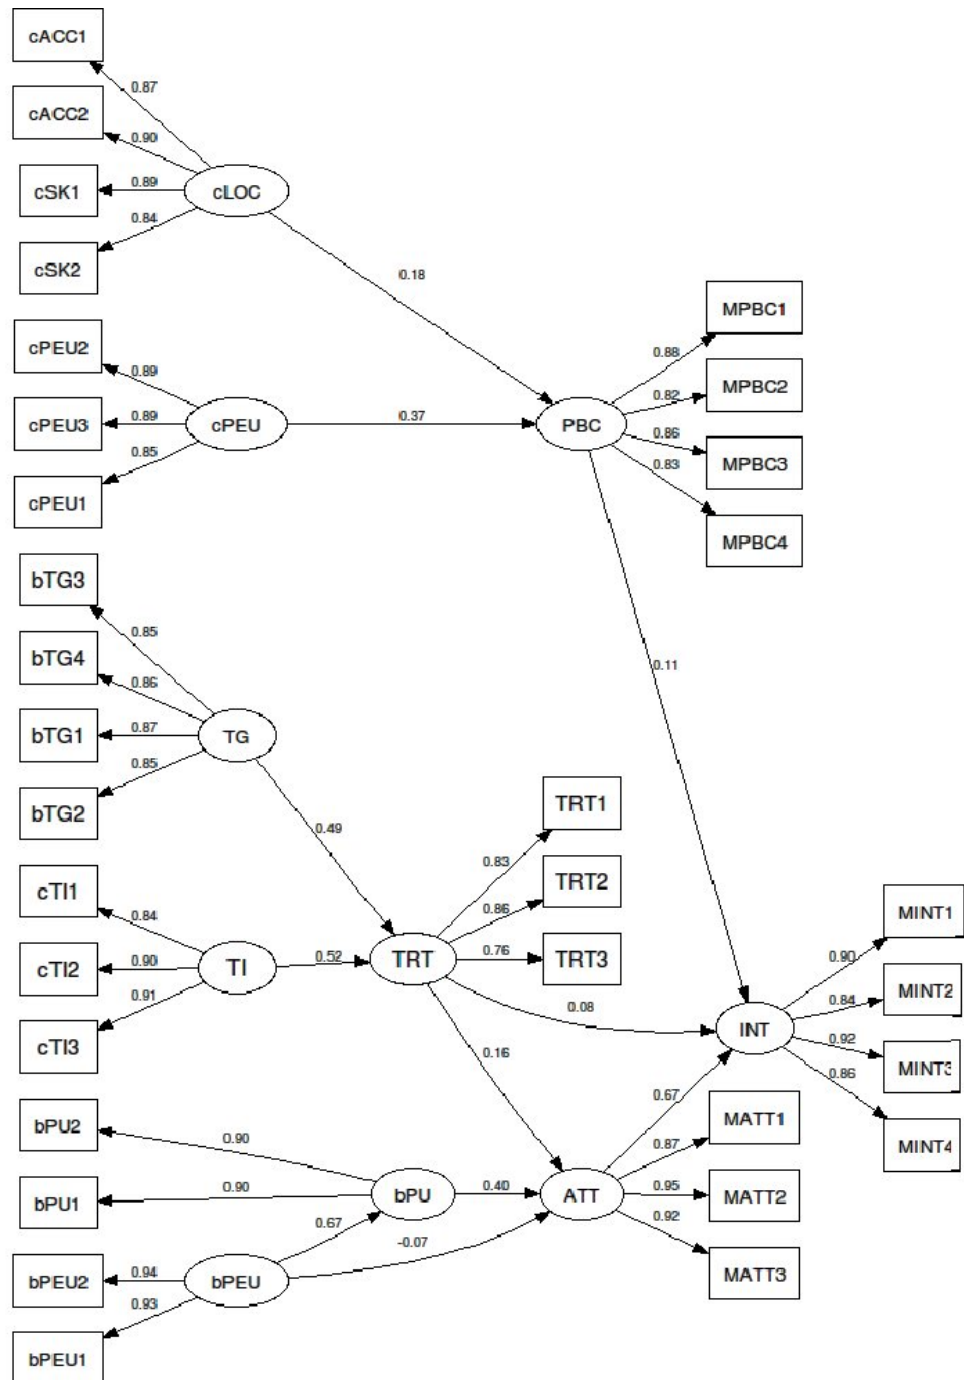 cACC1
0.87
cACC2
0.90
cSK1
0.89
cLOC
0.84
cSK2
0.18
MPBC1
cPEU2
0.88
0.89
MPBC2
0.82
cPEU3
0.89
cPEU
0.37
PBC
0.86
MPBC3
0.85
0.83
cPEU1
MPBC4
bTG3
0.85
bTG4
0.11
0.86
bTG1
0.87
TG
0.85
bTG2
TRT1
0.49
0.83
TRT2
cTI1
0.86
0.84
MINT1
cTI2
0.90
TI
0.52
TRT
0.76
TRT3
0.90
0.91
MINT2
0.84
0.08
cTI3
INT
0.92
0.16
MINT3
0.86
0.67
MATT1
bPU2
0.90
0.87
MINT4
bPU1
0.90
bPU
0.40
ATT
0.95
MATT2
0.67
-0.07
0.92
bPEU2
0.94
bPEU
MATT3
0.93
bPEU1